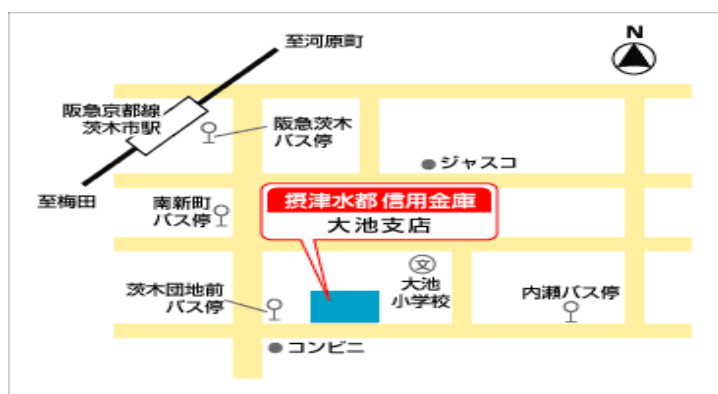 至河原町
N
阪急京都線
茨木市駅
阪急茨木
バス停
ジャスコ
至梅田
南新町
バス停
摂津水都 信用金庫
大池支店
文
大池
小学校
茨木団地前
バス停
内瀬バス停
コンビニ